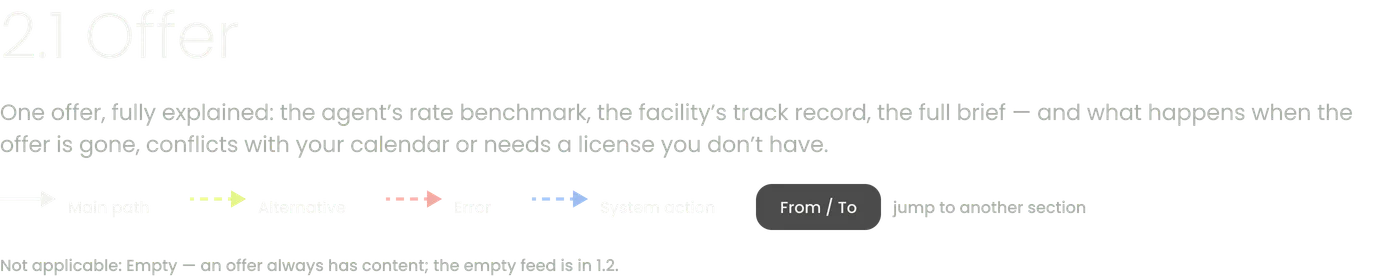 2.1 Offer
One offer, fully explained: the agent’s rate benchmark, the facility’s track record, the full brief — and what happens when the
offer is gone, conflicts with your calendar or needs a license you don’t have.
Main path Alternative Error System action From / To jump to another section
Not applicable: Empty — an offer always has content; the empty feed is in 1.2.